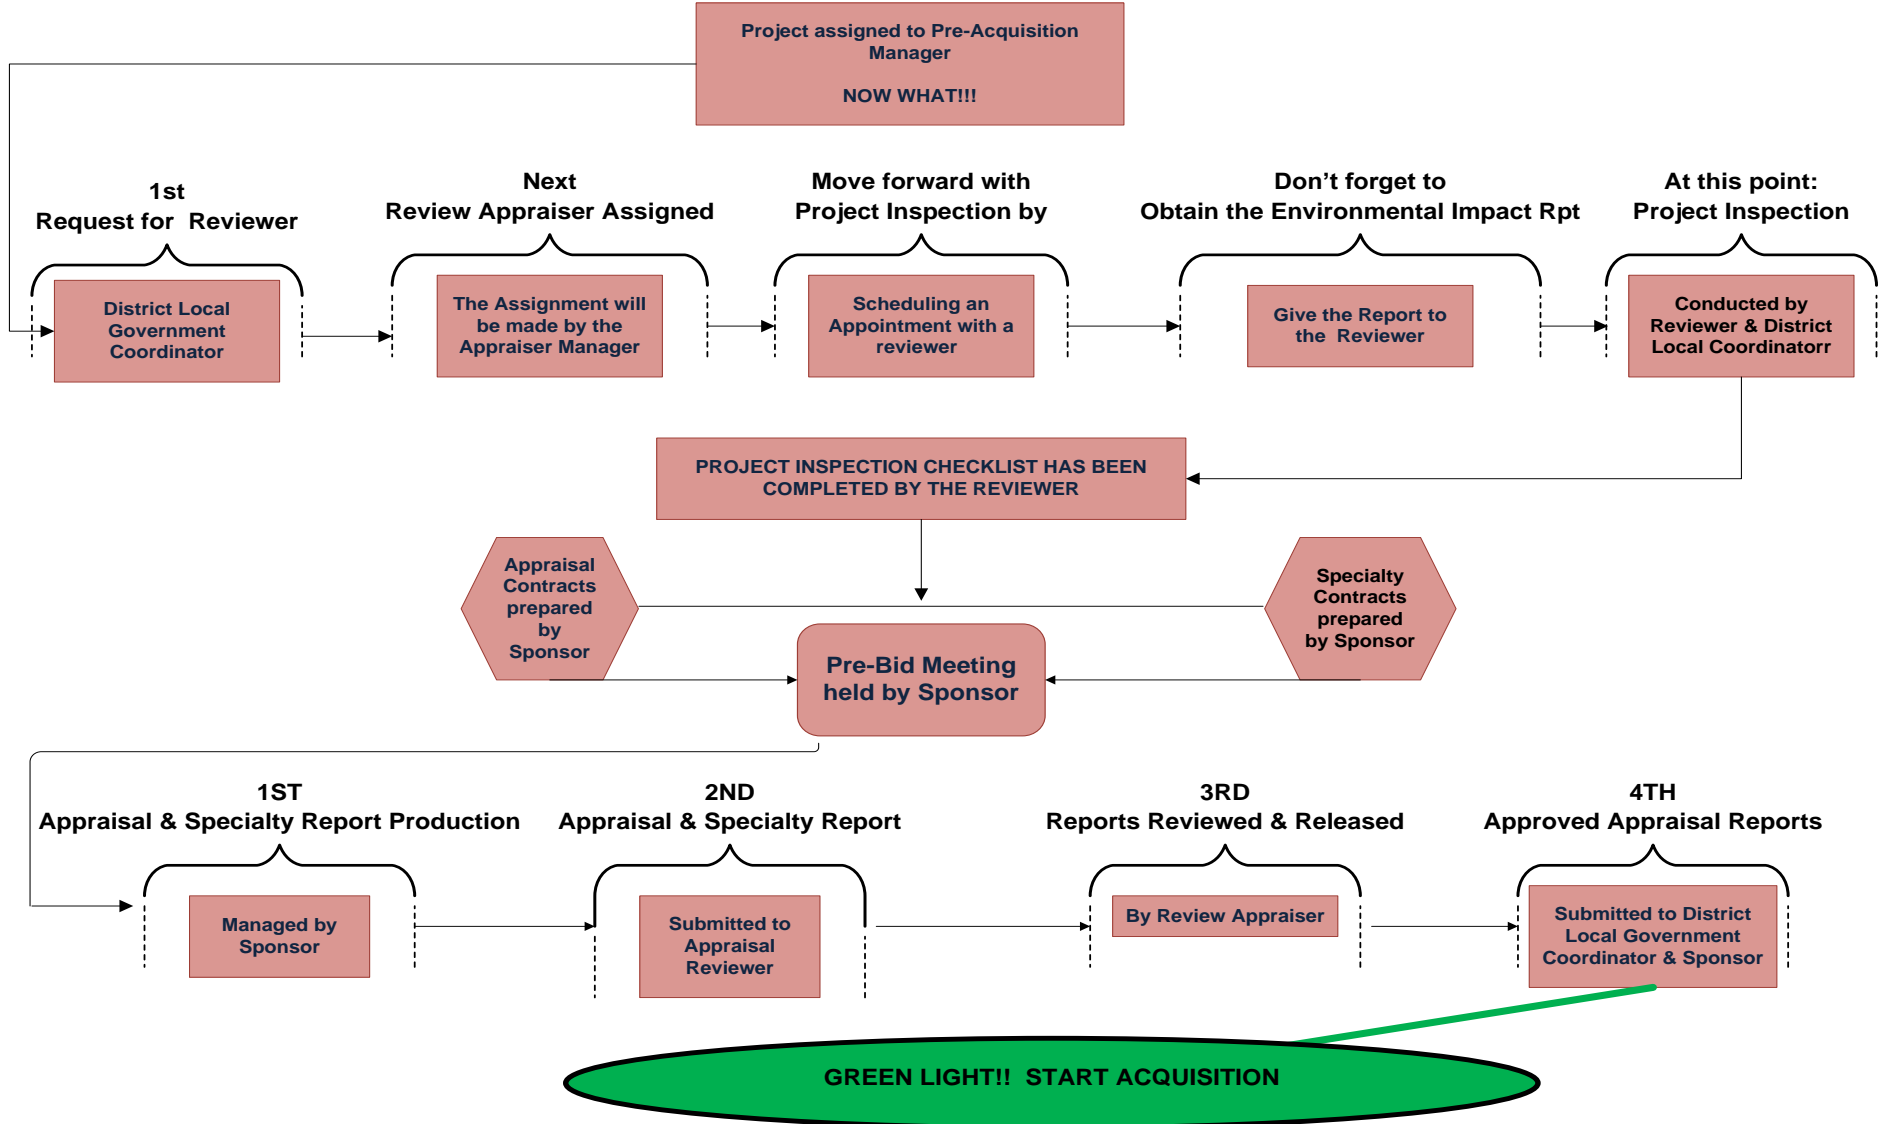 Project assigned to Pre-Acquisition
Manager
NOW WHAT!!!
1st
Request for  Reviewer
Next
Review Appraiser Assigned
Move forward with
Project Inspection by
Don't forget to
Obtain the Environmental Impact Rpt
At this point:
Project Inspection
District Local
Government
Coordinator
The Assignment will
be made by the
Appraiser Manager
Scheduling an
Appointment with a
reviewer
Give the Report to
the  Reviewer
Conducted by
Reviewer & District
Local Coordinatorr
PROJECT INSPECTION CHECKLIST HAS BEEN
COMPLETED BY THE REVIEWER
Appraisal
Contracts
prepared
by
Sponsor
Specialty
Contracts
prepared
by Sponsor
Pre-Bid Meeting
held by Sponsor
1ST
Appraisal & Specialty Report Production
2ND
Appraisal & Specialty Report
3RD
Reports Reviewed & Released
4TH
Approved Appraisal Reports
Managed by
Sponsor
Submitted to
Appraisal
Reviewer
By Review Appraiser
Submitted to District
Local Government
Coordinator & Sponsor
GREEN LIGHT!!  START ACQUISITION